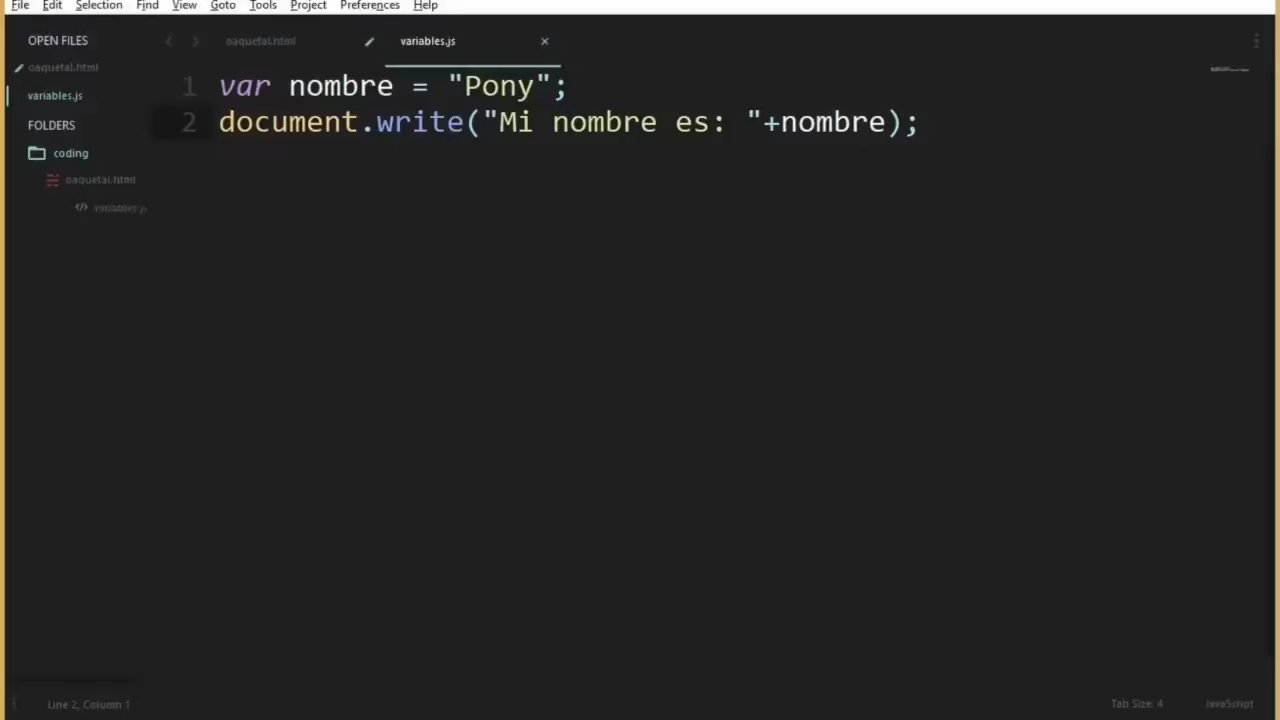 File Edit Selection Find View Goto Tools Project Preferences Help
OPEN FILES
oaquetal.html
variables.js
FOLDERS
coding
oaquetal.html
variables.js
oaquetal.html variables.js
1 var nombre = "Pony";
2 document.write("Mi nombre es: "+nombre);
Line 2, Column 1 Tab Size: 4 JavaScript